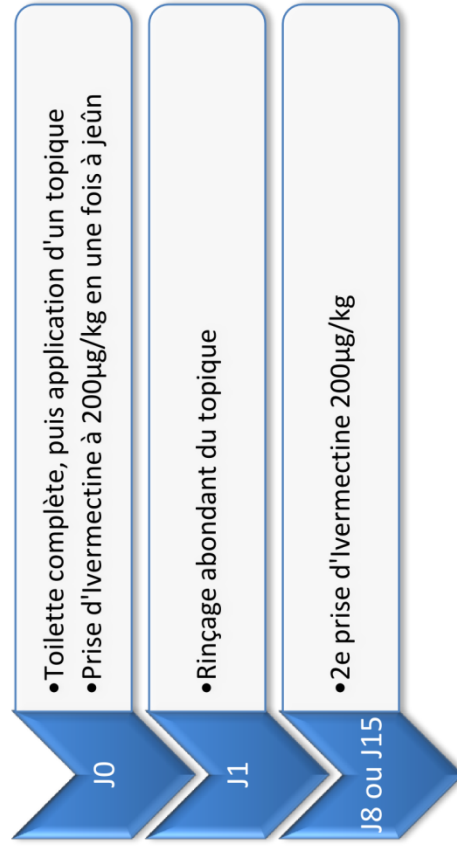 J0
•Toilette complète, puis application d'un topique
•Prise d'Ivermectine à 200µg/kg en une fois à jeûn
J1
•Rinçage abondant du topique
J8 ou J15
•2e prise d'Ivermectine 200µg/kg